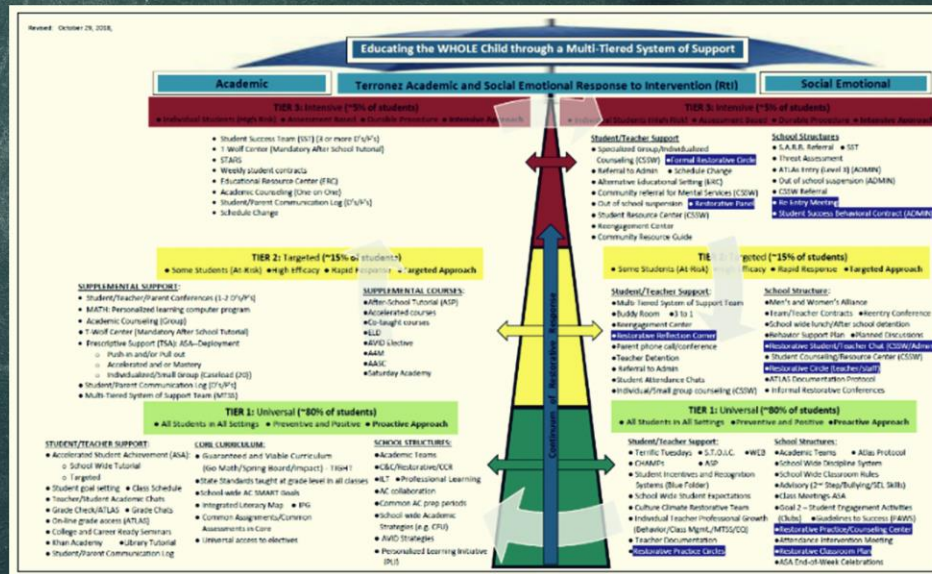 Revised: October 29, 2018,
Educating the WHOLE Child through a Multi-Tiered System of Support
Academic
Terronez Academic and Social Emotional Response to Intervention (RtI)
Social Emotional
TIER 3: Intensive (~5% of students)
● Individual Students (High Risk) ● Assessment Based ● Durable Procedure ● Intensive Approach
● Student Success Team (SST) (3 or more D's/F's)
● T-Wolf Center (Mandatory After School Tutorial)
● STARS
● Weekly student contracts
● Educational Resource Center (ERC)
● Academic Counseling (One on One)
● Student/Parent Communication Log (D's/F's)
● Schedule Change
TIER 3: Intensive (~5% of students)
● Individual Students (High Risk) ● Assessment Based ● Durable Procedure ● Intensive Approach
Student/Teacher Support
● Specialized Group/Individualized
Counseling (CSSW) ● Formal Restorative Circle
● Referral to Admin ● Schedule Change
● Alternative Educational Setting (ERC)
● Community referral for Mental Services (CSSW)
● Out of school suspension ● Restorative Panel
● Student Resource Center (CSSW)
● Reengagement Center
● Community Resource Guide
School Structures
● S.A.R.B. Referral ● SST
● Threat Assessment
● ATLAS Entry (Level 3) (ADMIN)
● Out of school suspension (ADMIN)
● CSSW Referral
● Re Entry Meeting
● Student Success Behavioral Contract (ADMIN)
TIER 2: Targeted (~15% of students)
● Some Students (At-Risk) ● High Efficacy ● Rapid Response ● Targeted Approach
SUPPLEMENTAL SUPPORT:
● Student/Teacher/Parent Conferences (1-2 D's/F's)
● MATH: Personalized learning computer program
● Academic Counseling (Group)
● T-Wolf Center (Mandatory After School Tutorial)
● Prescriptive Support (TSA): ASA--Deployment
○ Push in and/or Pull out
○ Accelerated and or Mastery
○ Individualized/Small Group (Caseload (20)
● Student/Parent Communication Log (D's/F's)
● Multi-Tiered System of Support Team (MTSS)
SUPPLEMENTAL COURSES:
● After-School Tutorial (ASP)
● Accelerated courses
● Co-taught courses
● ELD
● AVID Elective
● A4M
● AASC
● Saturday Academy
Targeted (~15% of students)
● Some Students (At-Risk) Efficacy ● Rapid Response ● Targeted Approach
Student/Teacher Support:
● Multi Tiered System of Support Team
● Buddy Room ● 3 to 1
● Reengagement Center
● Restorative Reflection Corner
● Parent phone call/conference
● Teacher Detention
● Referral to Admin
● Student Attendance Chats
● Individual/Small group counseling (CSSW)
School Structure:
● Men's and Women's Alliance
● Team/Teacher Contracts ● Reentry Conference
● School wide lunch/After school detention
● Behavior Support Plan ● Planned Discussions
● Restorative Student/Teacher Chat (CSSW/Admin
● Student Counseling/Resource Center (CSSW)
● Restorative Circle (teacher/staff)
● ATLAS Documentation Protocol
● Informal Restorative Conferences
Continuum of Restorative Response
TIER 1: Universal (~80% of students)
● All Students in All Settings ● Preventive and Positive ● Proactive Approach
STUDENT/TEACHER SUPPORT:
● Accelerated Student Achievement (ASA):
○ School Wide Tutorial
○ Targeted
● Student goal setting ● Class Schedule
● Teacher/Student Academic Chats
● Grade Check/ATLAS ● Grade Chats
● On-line grade access (ATLAS)
● College and Career Ready Seminars
● Khan Academy ● Library Tutorial
● Student/Parent Communication Log
CORE CURRICULUM:
● Guaranteed and Viable Curriculum
(Go Math/Spring Board/Impact) - TIGHT
● State Standards taught at grade level in all classes
● School-wide AC SMART Goals
● Integrated Literacy Map ● IPG
● Common Assignments/Common
Assessments in Core
● Universal access to electives
SCHOOL STRUCTURES:
● Academic Teams
● C&C/Restorative/CCR
● ILT ● Professional Learning
● AC collaboration
● Common AC prep periods
● School wide Academic
Strategies (e.g. CFU)
● AVID Strategies
● Personalized Learning Initiative
(PLI)
TIER 1: Universal (~80% of students)
● All Students in All Settings ● Preventive and Positive ● Proactive Approach
Student/Teacher Support:
● Terrific Tuesdays ● S.T.O.I.C. ● WEB
● CHAMPs ● ASP
● Student Incentives and Recognition
Systems (Blue Folder)
● School Wide Student Expectations
● Culture Climate Restorative Team
● Individual Teacher Professional Growth
(Behavior/Class Mgmt./MTSS/CCI)
● Teacher Documentation
● Restorative Practice Circles
School Structures:
● Academic Teams ● Atlas Protocol
● School Wide Discipline System
● School Wide Classroom Rules
● Advisory (2nd Step/Bullying/SEL Skills)
● Class Meetings-ASA
● Goal 2 – Student Engagement Activities
(Clubs) ● Guidelines to Success (PAWS)
● Restorative Practice/Counseling Center
● Attendance Intervention Meeting
● Restorative Classroom Plan
● ASA End-of-Week Celebrations